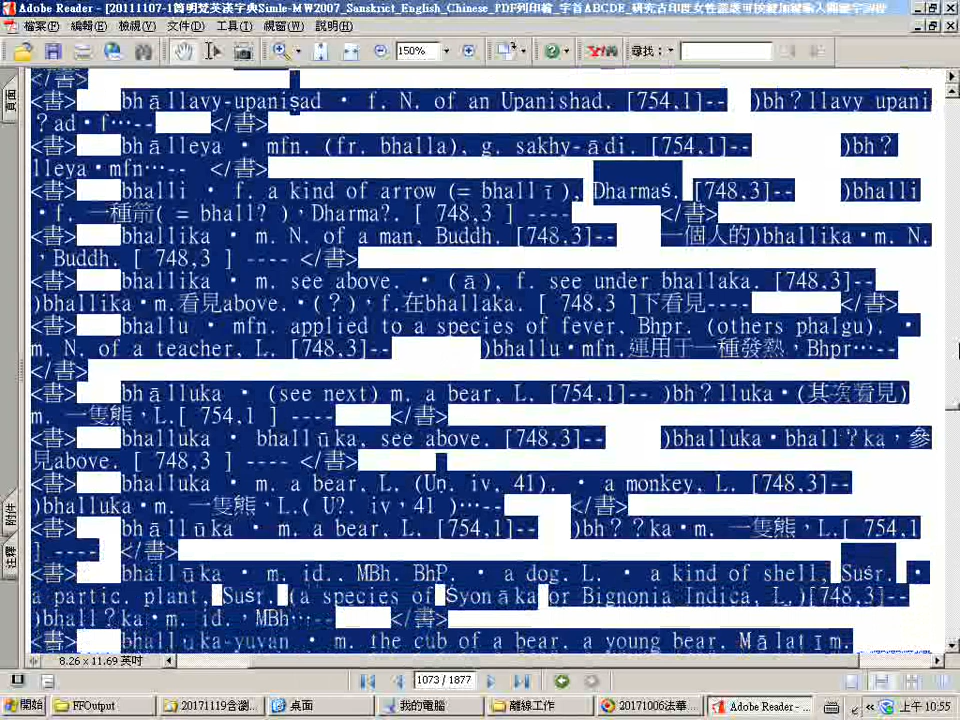 Adobe Reader - [20111107-1簡明梵英漢字典Simle-MW2007_Sanskrict_English_Chinese_PDF列印檔_字首ABCDE_研究古印度女性
檔案(F) 編輯(E) 檢視(V) 文件(D) 工具(T) 視窗(W) 說明(H)
150% 尋找:
頁面
</書>
<書> bhāllavy-upaniṣad ‧ f. N. of an Upanishad. [754,1]-- )bh?llavy upani
?ad‧f…-- </書>
<書> bhālleya ‧ mfn. (fr. bhalla), g. sakhy-ādi. [754,1]-- )bh?
lleya‧mfn…-- </書>
<書> bhalli ‧ f. a kind of arrow (= bhallī), Dharmaś. [748,3]-- )bhalli
‧f. 一種箭( = bhall?),Dharma?. [ 748,3 ] ---- </書>
<書> bhallika ‧ m. N. of a man, Buddh. [748,3]-- 一個人的)bhallika‧m. N.
,Buddh. [ 748,3 ] ---- </書>
<書> bhallika ‧ m. see above. ‧ (ā), f. see under bhallaka. [748,3]--
)bhallika‧m.看見above.‧(?),f.在bhallaka. [ 748,3 ]下看見---- </書>
<書> bhallu ‧ mfn. applied to a species of fever, Bhpr. (others phalgu). ‧
m. N. of a teacher, L. [748,3]-- )bhallu‧mfn.運用于一種發熱,Bhpr…--
</書>
<書> bhālluka ‧ (see next) m. a bear, L. [754,1]-- )bh?lluka‧(其次看見)
m. 一隻熊,L.[ 754,1 ] ---- </書>
<書> bhalluka ‧ bhallūka, see above. [748,3]-- )bhalluka‧bhall?ka,參
見above. [ 748,3 ] ---- </書>
<書> bhalluka ‧ m. a bear, L. (Uṇ. iv, 41). ‧ a monkey, L. [748,3]--
)bhalluka‧m. 一隻熊,L.( U?. iv,41 )…-- </書>
<書> bhāllūka ‧ m. a bear, L. [754,1]-- )bh??ka‧m. 一隻熊,L.[ 754,1
] ---- </書>
<書> bhallūka ‧ m. id., MBh. BhP. ‧ a dog, L. ‧ a kind of shell, Suśr. ‧
a partic. plant, Suśr. (a species of Śyonāka or Bignonia Indica, L.)[748,3]--
)bhall?ka‧m. id.,MBh…-- </書>
<書> bhallūka-yuvan ‧ m. the cub of a bear, a young bear, Mālatīm.
附件
註釋
8.26 x 11.69 英吋
1073 / 1877
開始 FFOutput 20171119含瀏... 桌面 我的電腦 離線工作 20171006法華... Adobe Reader - ... 上午 10:55